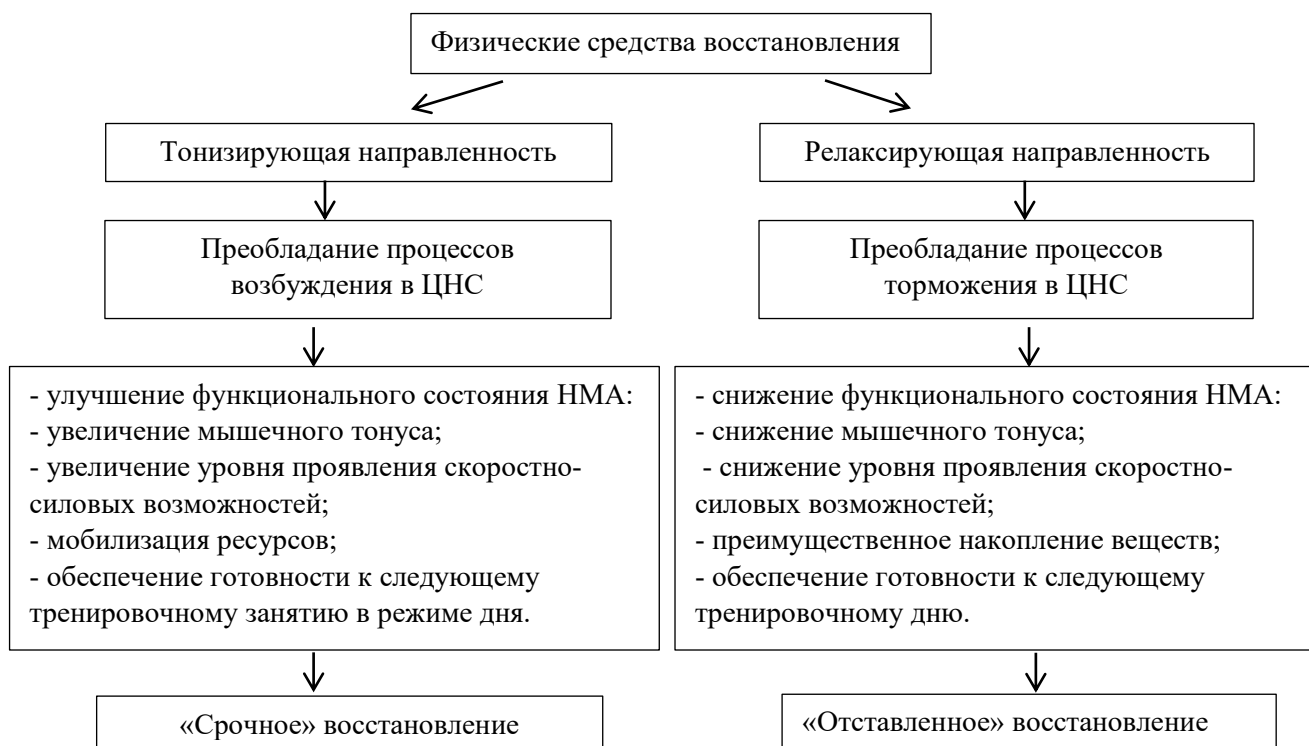 Физические средства восстановления
Тонизирующая направленность
Релаксирующая направленность
Преобладание процессов
возбуждения в ЦНС
Преобладание процессов
торможения в ЦНС
- улучшение функционального состояния НМА:
- увеличение мышечного тонуса;
- увеличение уровня проявления скоростно-
силовых возможностей;
- мобилизация ресурсов;
- обеспечение готовности к следующему
тренировочному занятию в режиме дня.
- снижение функционального состояния НМА:
- снижение мышечного тонуса;
- снижение уровня проявления скоростно-
силовых возможностей;
- преимущественное накопление веществ;
- обеспечение готовности к следующему
тренировочному дню.
«Срочное» восстановление
«Отставленное» восстановление